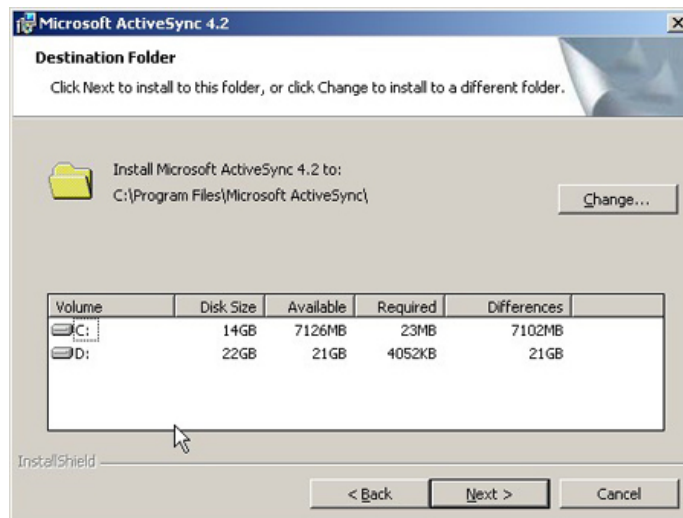 Microsoft ActiveSync 4.2
Destination Folder
Click Next to install to this folder, or click Change to install to a different folder.
Install Microsoft ActiveSync 4.2 to:
C:\Program Files\Microsoft ActiveSync\
Change...
Volume Disk Size Available Required Differences
C: 14GB 7126MB 23MB 7102MB
D: 22GB 21GB 4052KB 21GB
InstallShield
< Back Next > Cancel